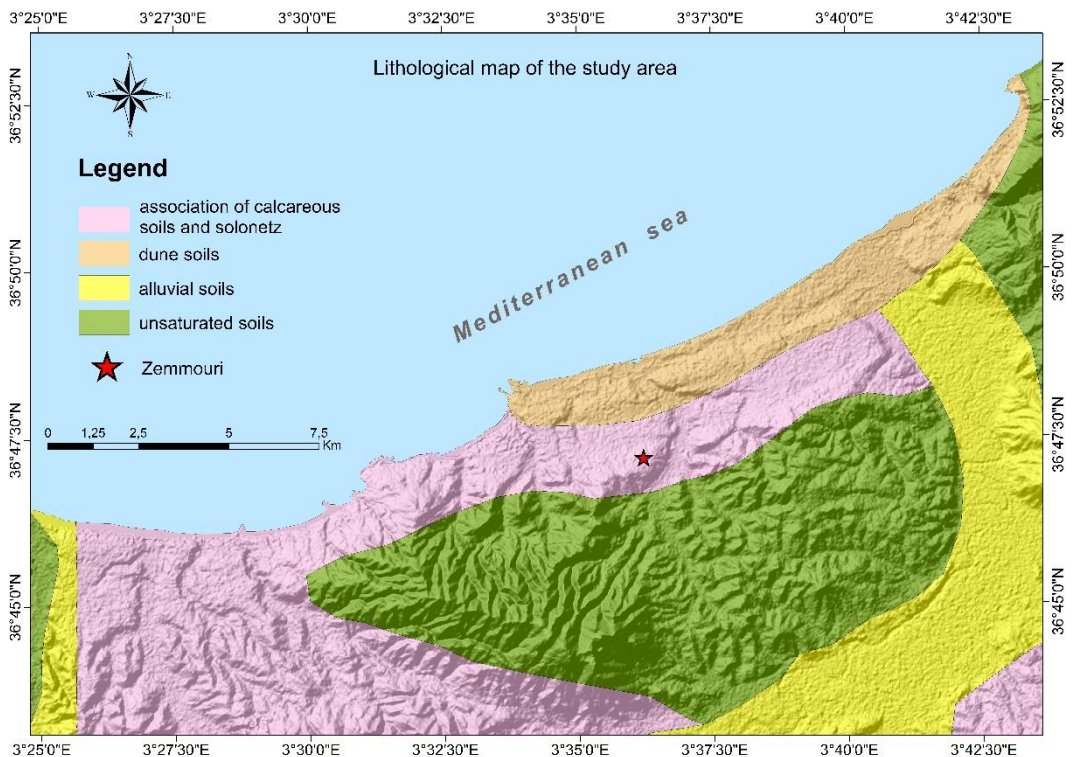 3°25'0"E 3°27'30"E 3°30'0"E 3°32'30"E 3°35'0"E 3°37'30"E 3°40'0"E 3°42'30"E
Lithological map of the study area
N
W E
S
36°52'30"N 36°52'30"N
Legend
association of calcareous
soils and solonetz
dune soils
alluvial soils
unsaturated soils
Zemmouri
Mediterranean sea
36°50'0"N 36°50'0"N
0 1,25 2,5 5 7,5
Km
36°47'30"N 36°47'30"N
36°45'0"N 36°45'0"N
3°25'0"E 3°27'30"E 3°30'0"E 3°32'30"E 3°35'0"E 3°37'30"E 3°40'0"E 3°42'30"E